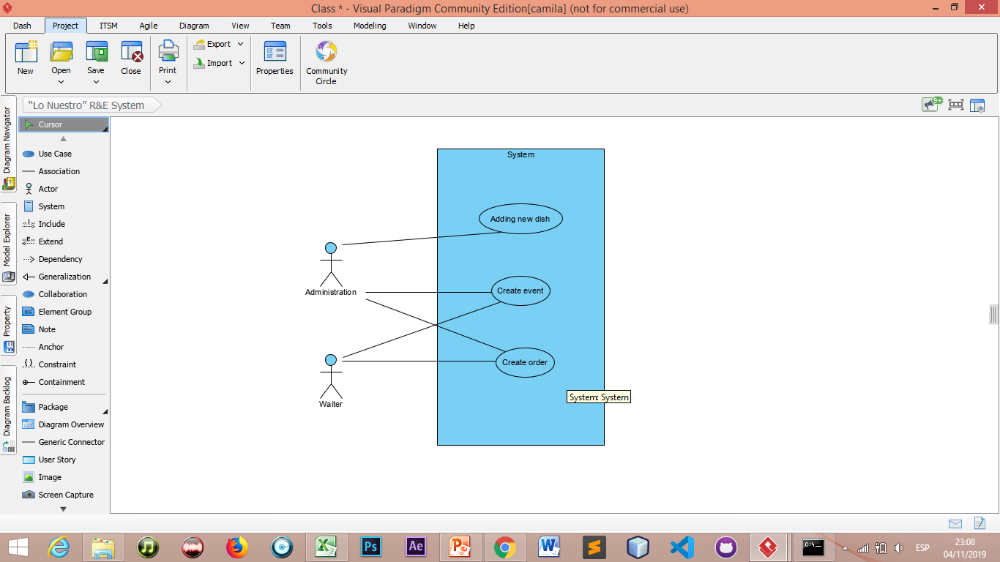 Class * - Visual Paradigm Community Edition[camila] (not for commercial use)
Dash Project ITSM Agile Diagram View Team Tools Modeling Window Help
New Open Save Close Print Export Import Properties Community Circle
“Lo Nuestro” R&E System
9+
Diagram Navigator
Model Explorer
Property
Diagram Backlog
Cursor
Use Case
Association
Actor
System
Include
Extend
Dependency
Generalization
Collaboration
EG Element Group
Note
Anchor
Constraint
Containment
Package
Diagram Overview
Generic Connector
User Story
Image
Screen Capture
System
Adding new dish
Administration
Create event
Create order
Waiter
System: System
Ps
Ae
C:\_
ESP
23:08
04/11/2019